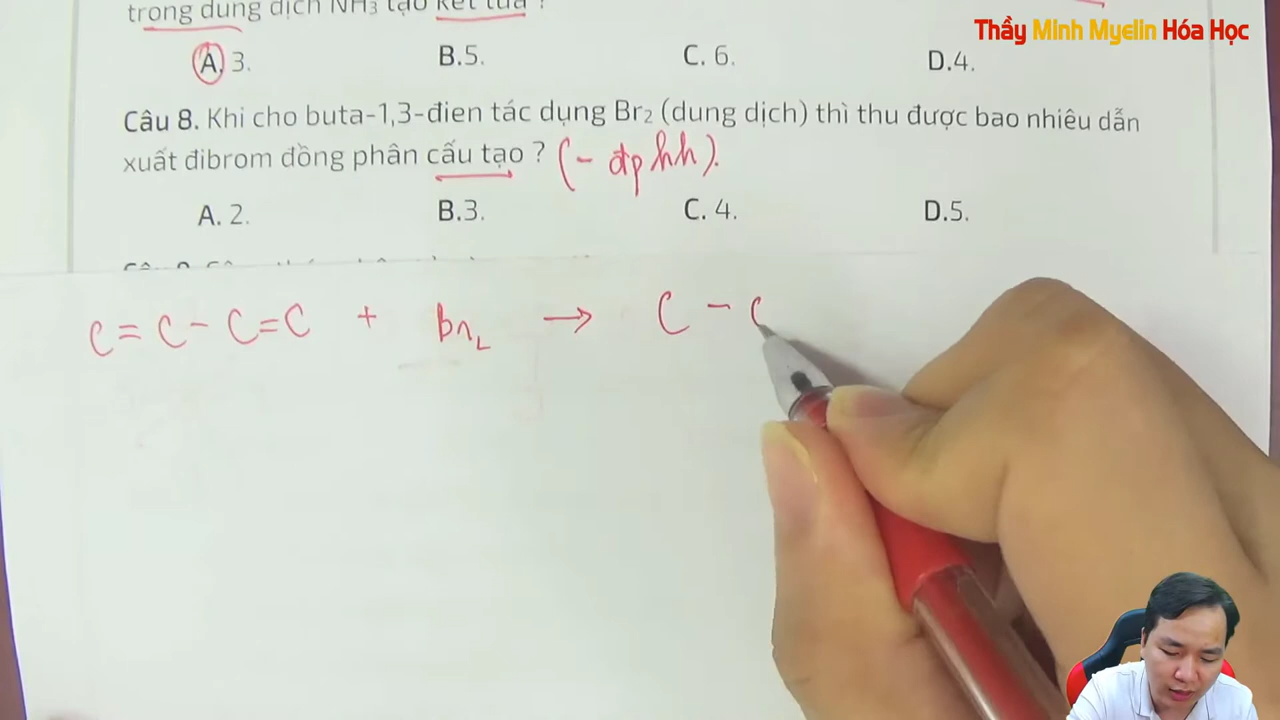 trong dung dịch NH3 tạo kết tủa ?
Thầy Minh Myelin Hóa Học
A. 3. B.5. C. 6. D.4.
Câu 8. Khi cho buta-1,3-đien tác dụng Br2 (dung dịch) thì thu được bao nhiêu dẫn
xuất đibrom đồng phân cấu tạo ? (- đp hh).
A. 2. B.3. C. 4. D.5.
C = C - C = C + Br2 → C - C